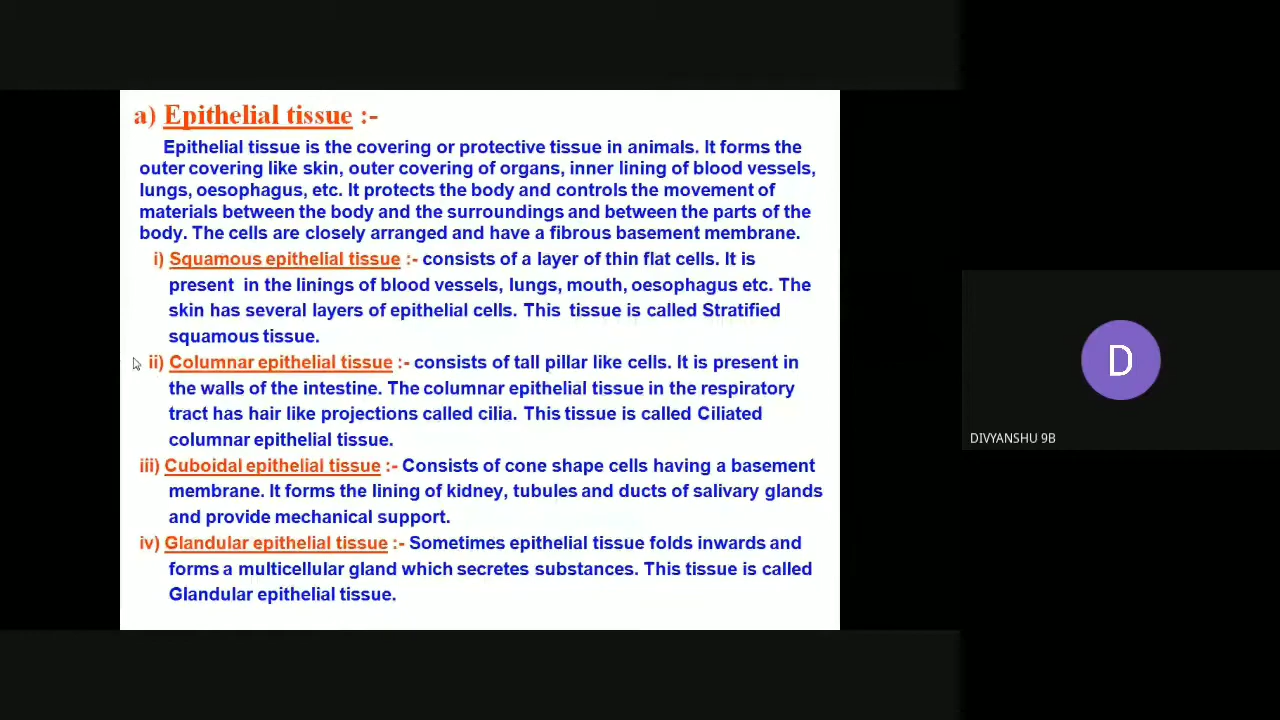 a) Epithelial tissue :-
Epithelial tissue is the covering or protective tissue in animals. It forms the
outer covering like skin, outer covering of organs, inner lining of blood vessels,
lungs, oesophagus, etc. It protects the body and controls the movement of
materials between the body and the surroundings and between the parts of the
body. The cells are closely arranged and have a fibrous basement membrane.
i) Squamous epithelial tissue :- consists of a layer of thin flat cells. It is
present in the linings of blood vessels, lungs, mouth, oesophagus etc. The
skin has several layers of epithelial cells. This tissue is called Stratified
squamous tissue.
ii) Columnar epithelial tissue :- consists of tall pillar like cells. It is present in
the walls of the intestine. The columnar epithelial tissue in the respiratory
tract has hair like projections called cilia. This tissue is called Ciliated
columnar epithelial tissue.
iii) Cuboidal epithelial tissue :- Consists of cone shape cells having a basement
membrane. It forms the lining of kidney, tubules and ducts of salivary glands
and provide mechanical support.
iv) Glandular epithelial tissue :- Sometimes epithelial tissue folds inwards and
forms a multicellular gland which secretes substances. This tissue is called
Glandular epithelial tissue.
D
DIVYANSHU 9B